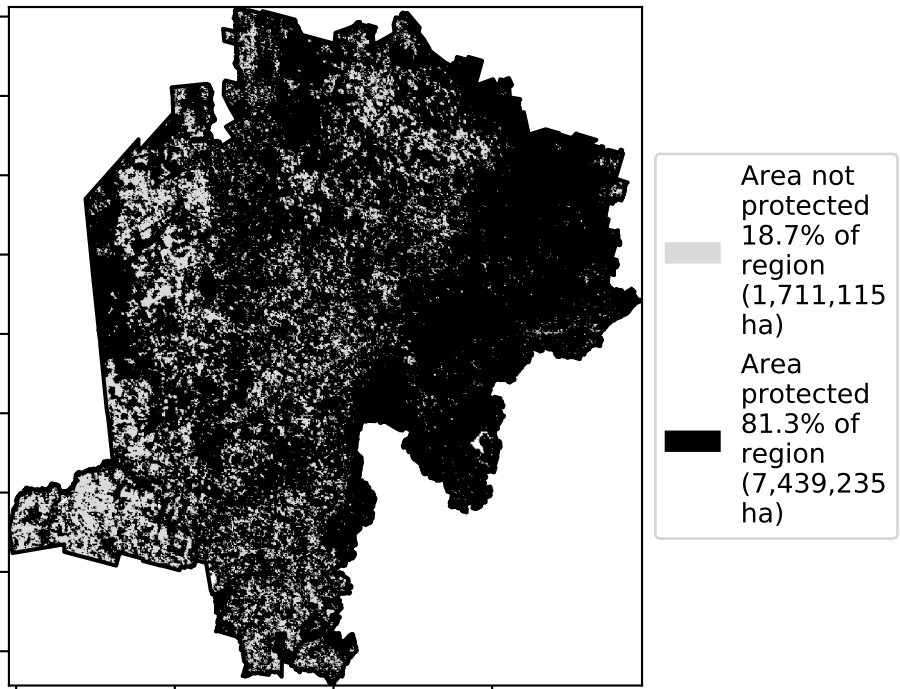 Area not
protected
18.7% of
region
(1,711,115
ha)
Area
protected
81.3% of
region
(7,439,235
ha)